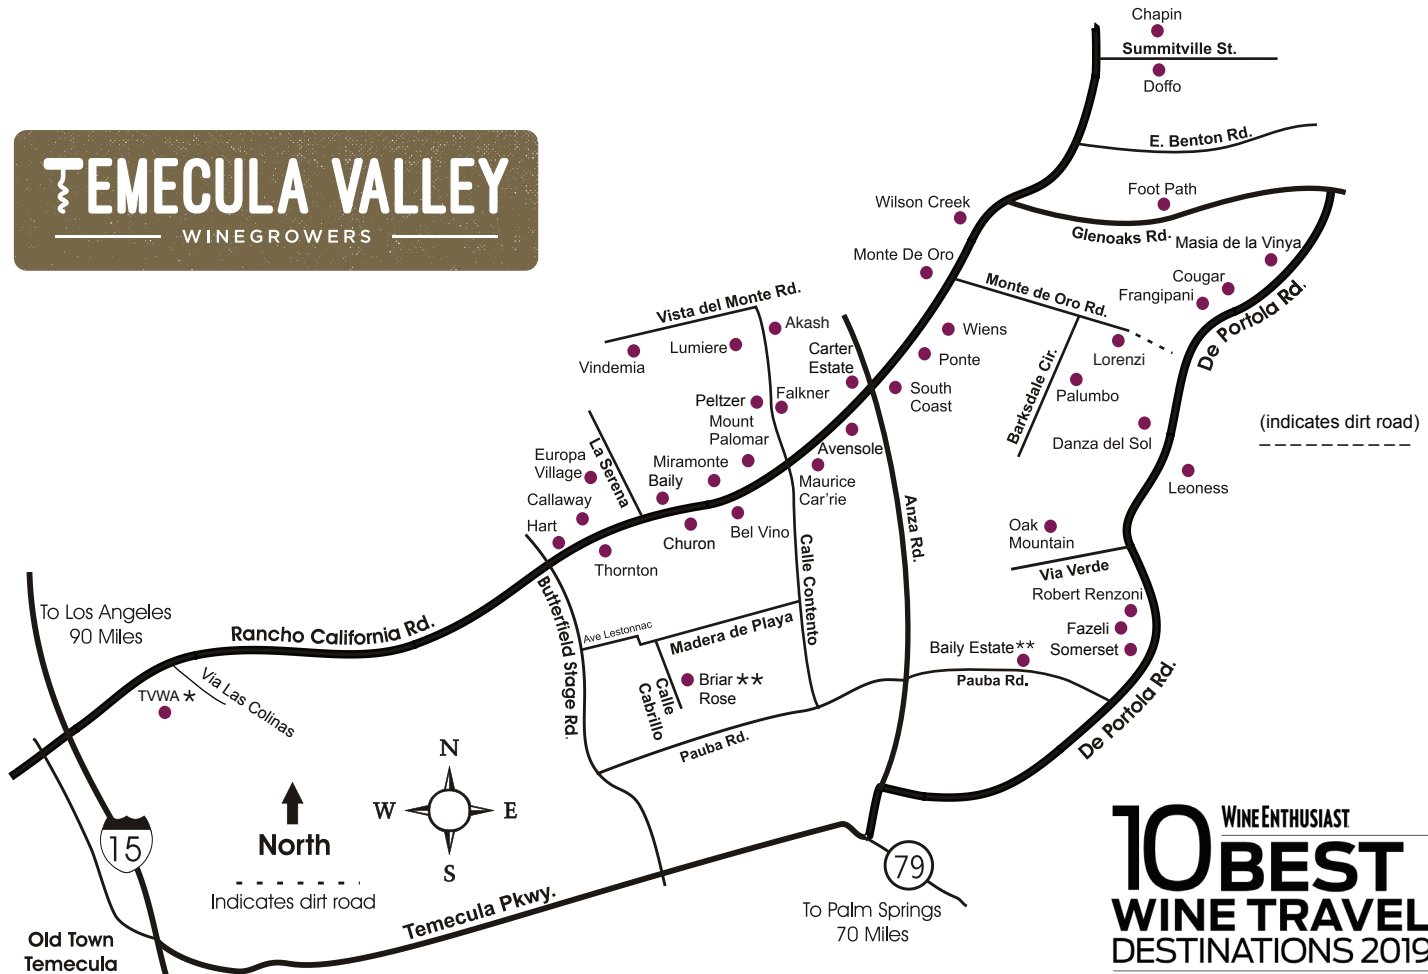 Chapin
Summitville St.
Doffo
E. Benton Rd.
TEMECULA VALLEY
WINEGROWERS
Foot Path
Wilson Creek
Glenoaks Rd.
Masia de la Vinya
Monte De Oro
Cougar
Frangipani
Monte de Oro Rd.
De Portola Rd.
Vista del Monte Rd.
Akash
Wiens
Lumiere
Carter
Estate
Vindemia
Ponte
Lorenzi
Barksdale Cir.
Palumbo
South
Coast
Peltzer
Falkner
Mount
Palomar
(indicates dirt road)
Danza del Sol
Avensole
La Serena
Europa
Village
Miramonte
Baily
Maurice
Car'rie
Leoness
Callaway
Hart
Anza Rd.
Bel Vino
Churon
Oak
Mountain
Calle Contento
Thornton
Via Verde
Butterfield Stage Rd.
Robert Renzoni
To Los Angeles
90 Miles
Rancho California Rd.
Ave Lestonnac
Madera de Playa
Fazeli
Baily Estate**
Somerset
Via Las Colinas
TVWA *
Calle
Cabrillo
Briar **
Rose
Pauba Rd.
De Portola Rd.
Pauba Rd.
N
W
E
S
North
15
Indicates dirt road
79
Temecula Pkwy.
To Palm Springs
70 Miles
Old Town
Temecula
10
WINE ENTHUSIAST
BEST
WINE TRAVEL
DESTINATIONS 2019